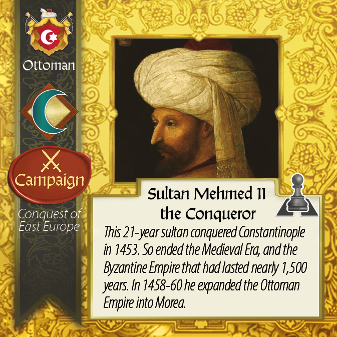 Ottoman
Campaign
Conquest of
East Europe
Sultan Mehmed II
the Conqueror
This 21-year sultan conquered Constantinople
in 1453. So ended the Medieval Era, and the
Byzantine Empire that had lasted nearly 1,500
years. In 1458-60 he expanded the Ottoman
Empire into Morea.